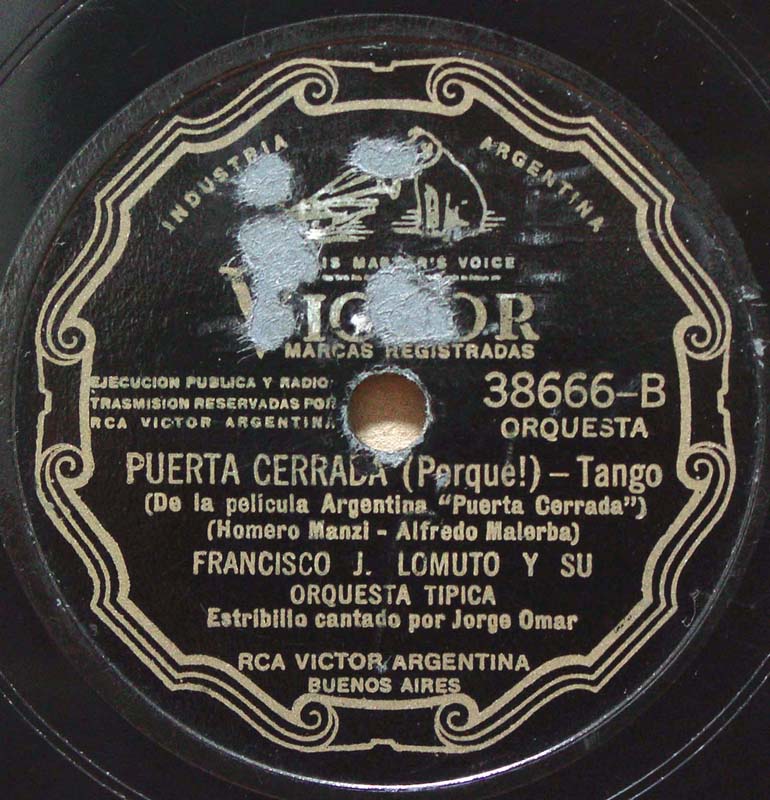 INDUSTRIA ARGENTINA
MASTER'S VOICE
MARCAS REGISTRADAS
EJECUCION PUBLICA Y RADIO
TRASMISION RESERVADAS POR
RCA VICTOR ARGENTINA
38666-B
ORQUESTA
PUERTA CERRADA (Porque!) – Tango
(De la película Argentina "Puerta Cerrada")
(Homero Manzi - Alfredo Malerba)
FRANCISCO J. LOMUTO Y SU
ORQUESTA TIPICA
Estribillo cantado por Jorge Omar
RCA VICTOR ARGENTINA
BUENOS AIRES